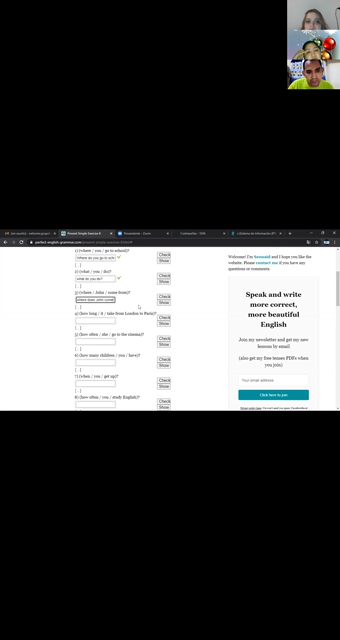 Present Simple Exercise 6
perfect-english-grammar.com
1) (where / you / go to school)?
Where do you go to scho
Check
Show
[ . . ]
2) (what / you / do)?
what do you do?
Check
Show
[ . . ]
3) (where / John / come from)?
where does john come
Check
Show
[ . . ]
4) (how long / it / take from London to Paris)?
Check
Show
[ . . ]
5) (how often / she / go to the cinema)?
Check
Show
[ . . ]
6) (how many children / you / have)?
Check
Show
[ . . ]
7) (when / you / get up)?
Check
Show
[ . . ]
8) (how often / you / study English)?
Check
Show
Welcome! I'm Seonaid and I hope you like the
website. Please contact me if you have any
questions or comments.
Speak and write
more correct,
more beautiful
English
Join my newsletter and get my new
lessons by email
(also get my free tenses PDFs when
you join)
Your email address
Click here to join